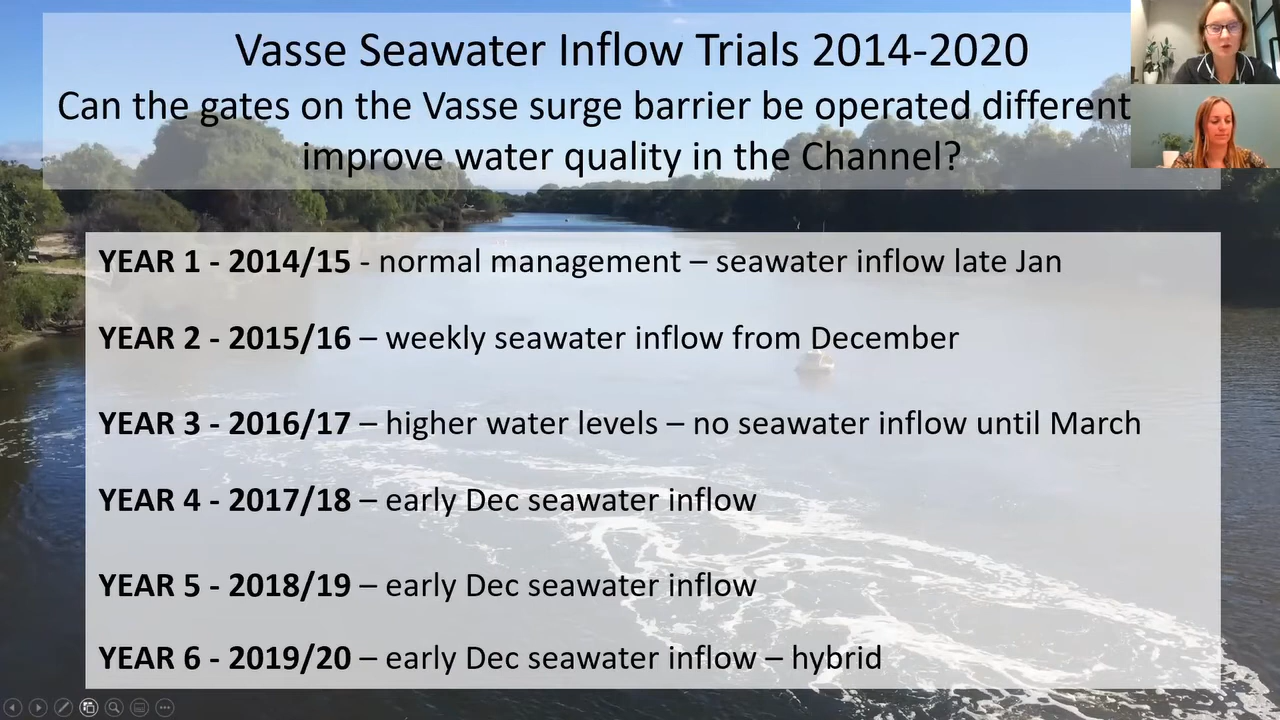 Vasse Seawater Inflow Trials 2014-2020
Can the gates on the Vasse surge barrier be operated different
improve water quality in the Channel?
YEAR 1 - 2014/15 - normal management – seawater inflow late Jan
YEAR 2 - 2015/16 – weekly seawater inflow from December
YEAR 3 - 2016/17 – higher water levels – no seawater inflow until March
YEAR 4 - 2017/18 – early Dec seawater inflow
YEAR 5 - 2018/19 – early Dec seawater inflow
YEAR 6 - 2019/20 – early Dec seawater inflow – hybrid